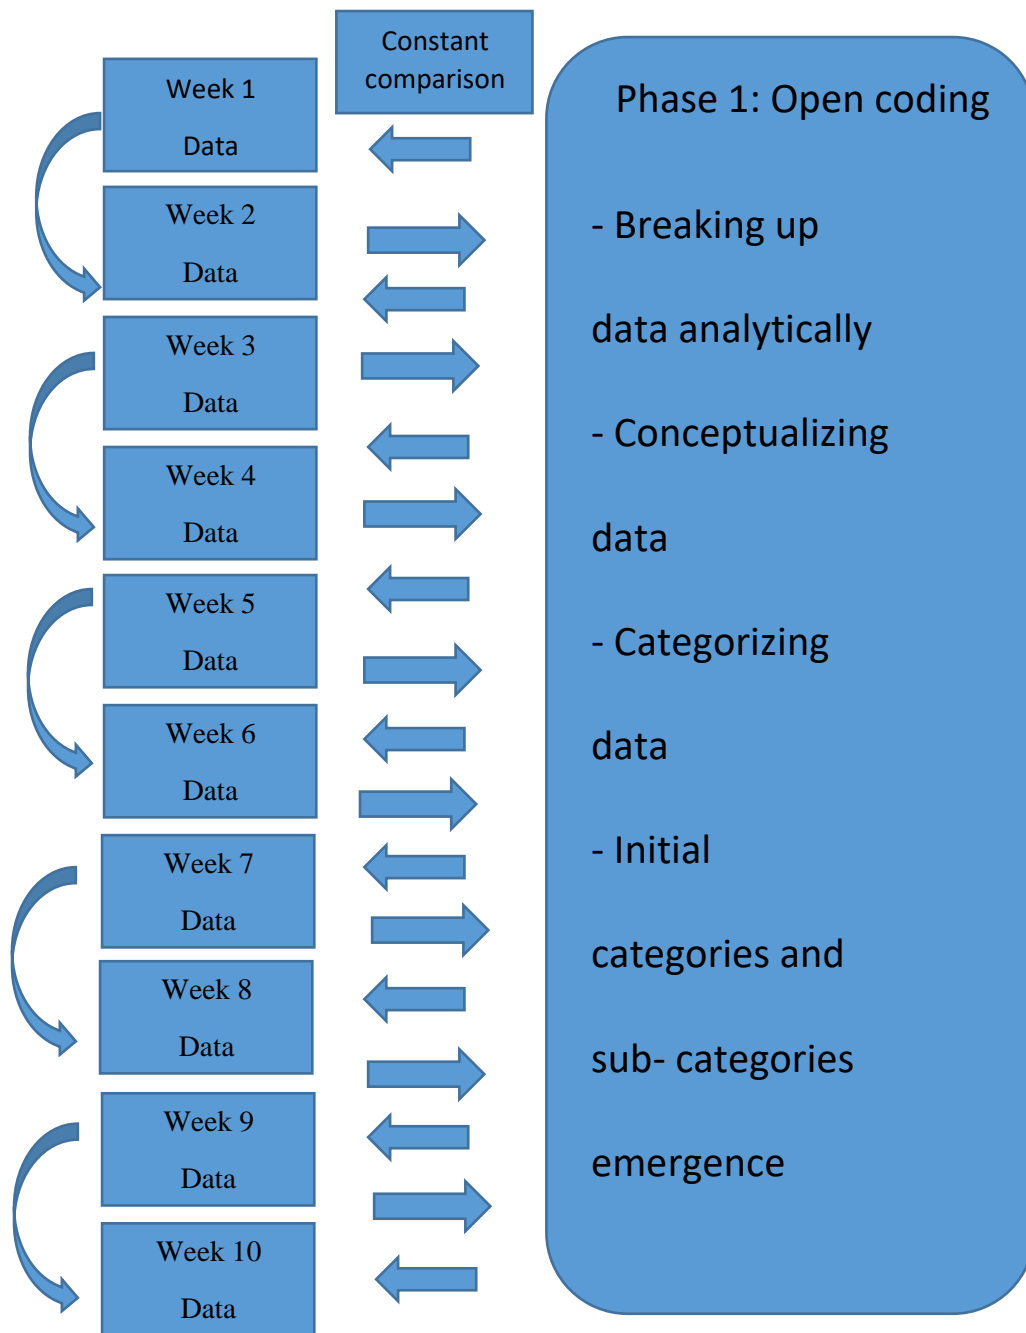 Constant
comparison
Week 1
Data
Week 2
Data
Week 3
Data
Week 4
Data
Week 5
Data
Week 6
Data
Week 7
Data
Week 8
Data
Week 9
Data
Week 10
Data
Phase 1: Open coding
- Breaking up
data analytically
- Conceptualizing
data
- Categorizing
data
- Initial
categories and
sub- categories
emergence